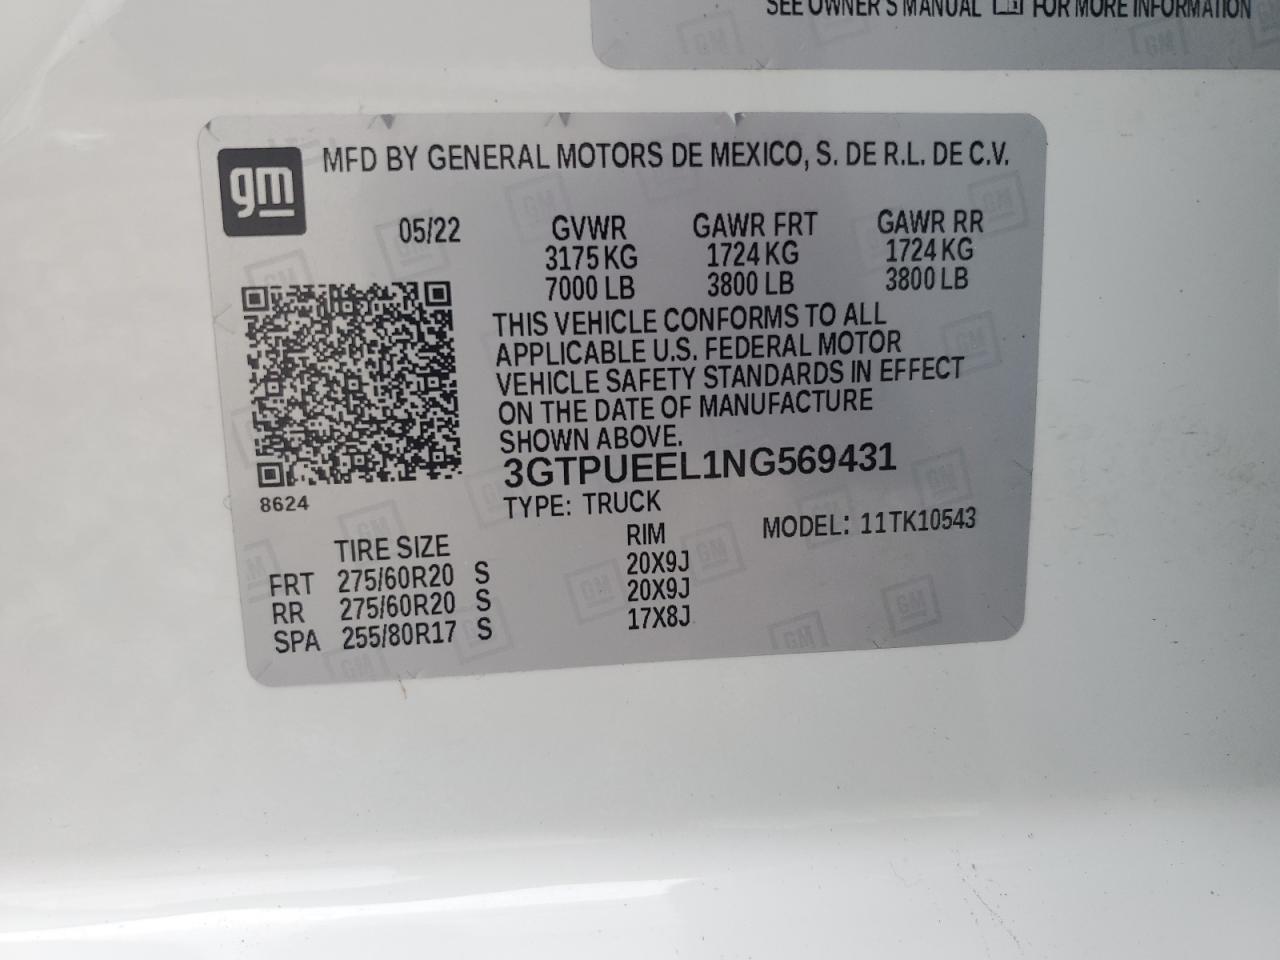 SEE OWNER'S MANUAL FOR MORE INFORMATION
gm
MFD BY GENERAL MOTORS DE MEXICO, S. DE R.L. DE C.V.
05/22 GVWR GAWR FRT GAWR RR
3175 KG 1724 KG 1724 KG
7000 LB 3800 LB 3800 LB
THIS VEHICLE CONFORMS TO ALL
APPLICABLE U.S. FEDERAL MOTOR
VEHICLE SAFETY STANDARDS IN EFFECT
ON THE DATE OF MANUFACTURE
SHOWN ABOVE.
3GTPUEEL1NG569431
8624
TYPE: TRUCK MODEL: 11TK10543
TIRE SIZE RIM
FRT 275/60R20 S 20X9J
RR 275/60R20 S 20X9J
SPA 255/80R17 S 17X8J